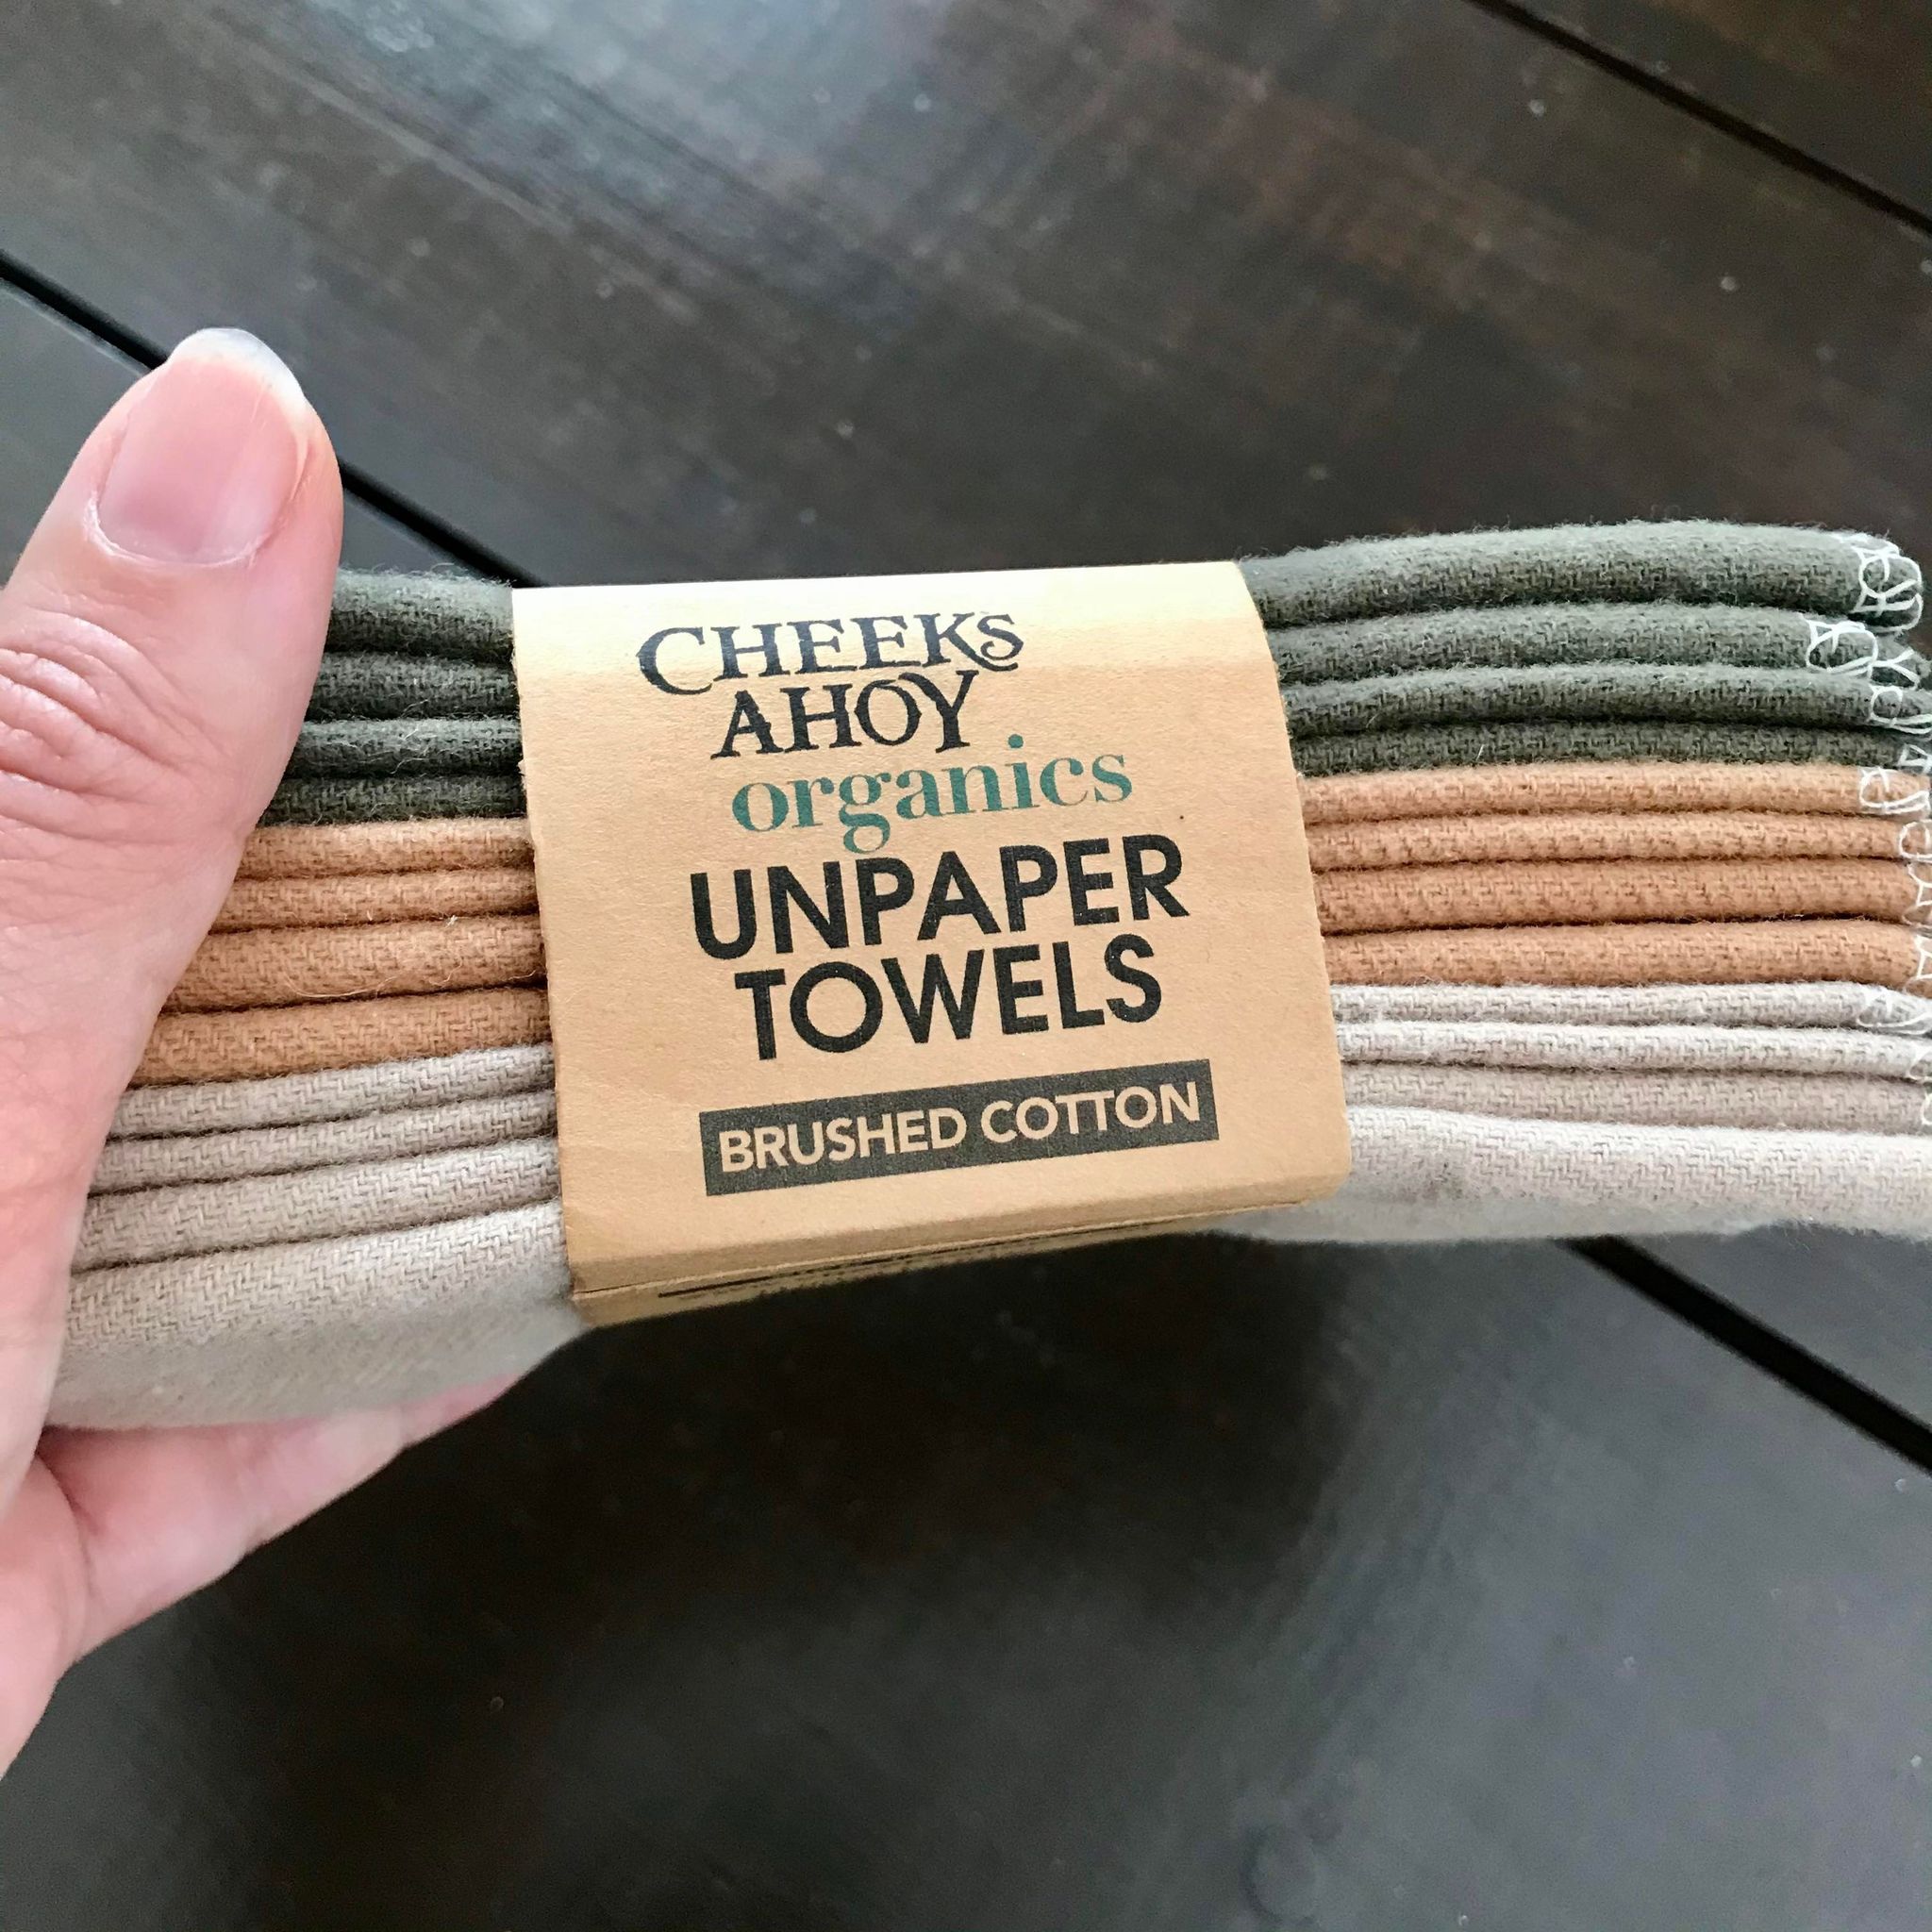 CHEEKS
AHOY
organics
UNPAPER
TOWELS
BRUSHED COTTON